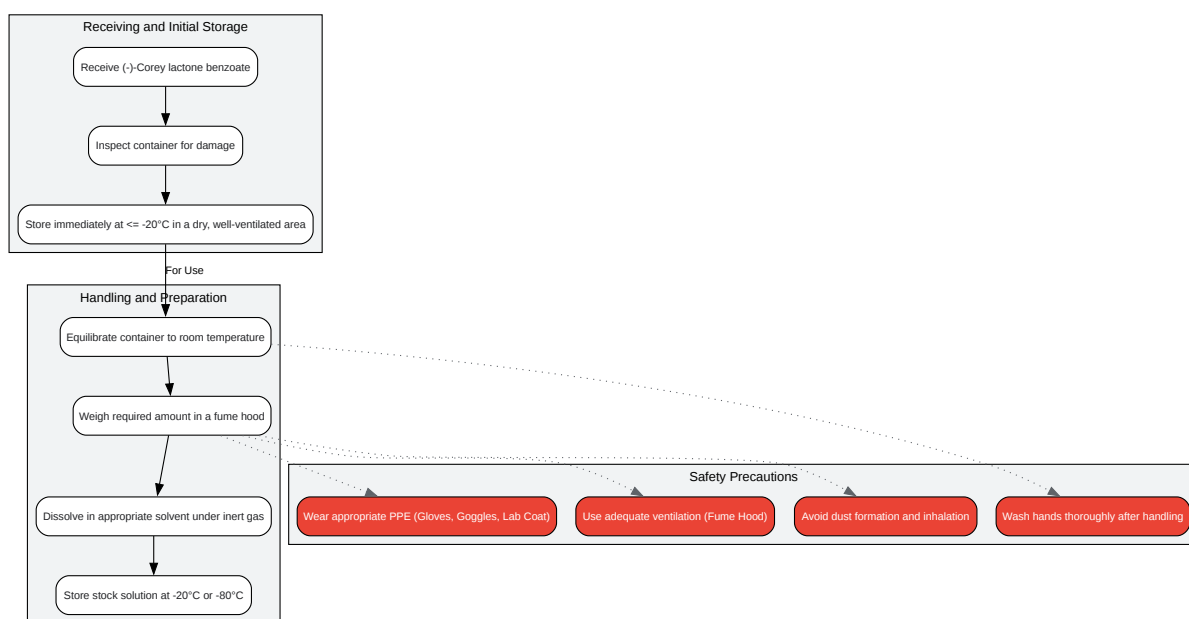 Receiving and Initial Storage
Receive (-)-Corey lactone benzoate
Inspect container for damage
Store immediately at <= -20°C in a dry, well-ventilated area
For Use
Handling and Preparation
Equilibrate container to room temperature
Weigh required amount in a fume hood
Dissolve in appropriate solvent under inert gas
Store stock solution at -20°C or -80°C
Safety Precautions
Wear appropriate PPE (Gloves, Goggles, Lab Coat)
Use adequate ventilation (Fume Hood)
Avoid dust formation and inhalation
Wash hands thoroughly after handling